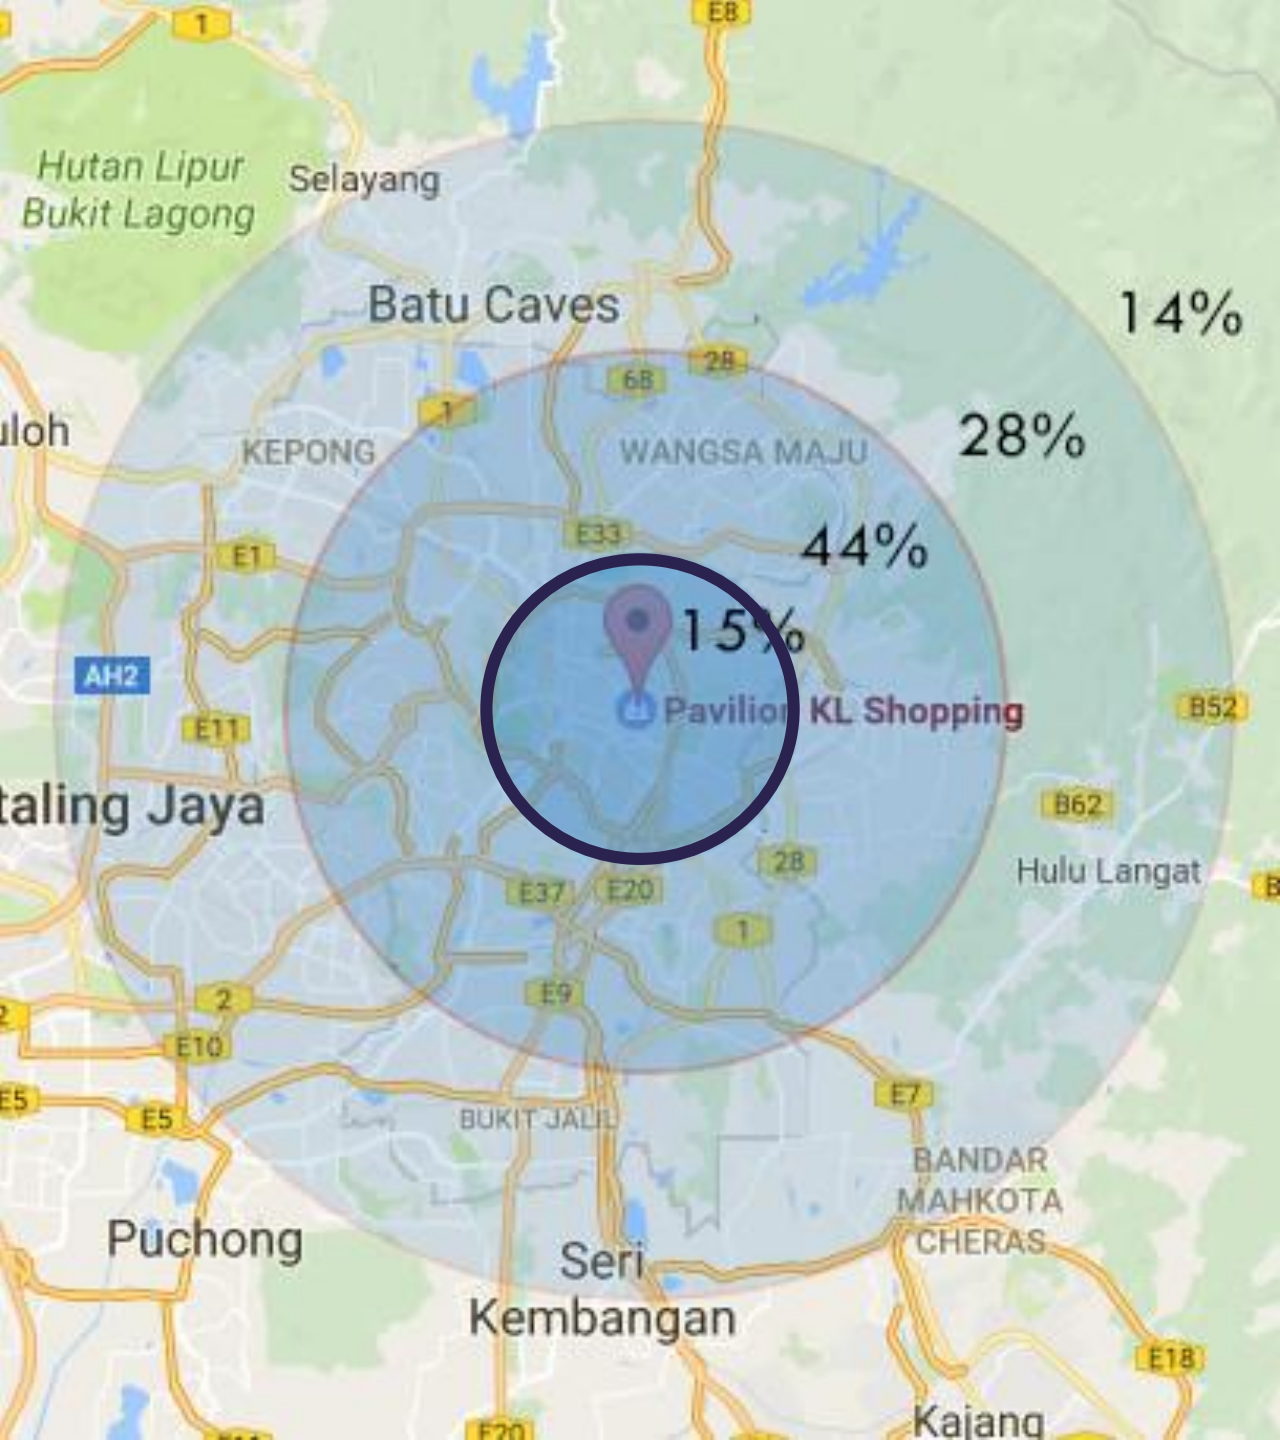 E8
1
Hutan Lipur
Bukit Lagong
Selayang
Batu Caves
14%
28
68
1
28%
uloh
KEPONG
WANGSA MAJU
E33
44%
E1
15%
AH2
Pavilion KL Shopping
B52
E11
taling Jaya
B62
28
Hulu Langat
B
E37
E20
1
E9
2
2
E10
E5
E5
E7
BUKIT JALIL
BANDAR
MAHKOTA
CHERAS
Puchong
Seri
Kembangan
E18
Kajang
E20